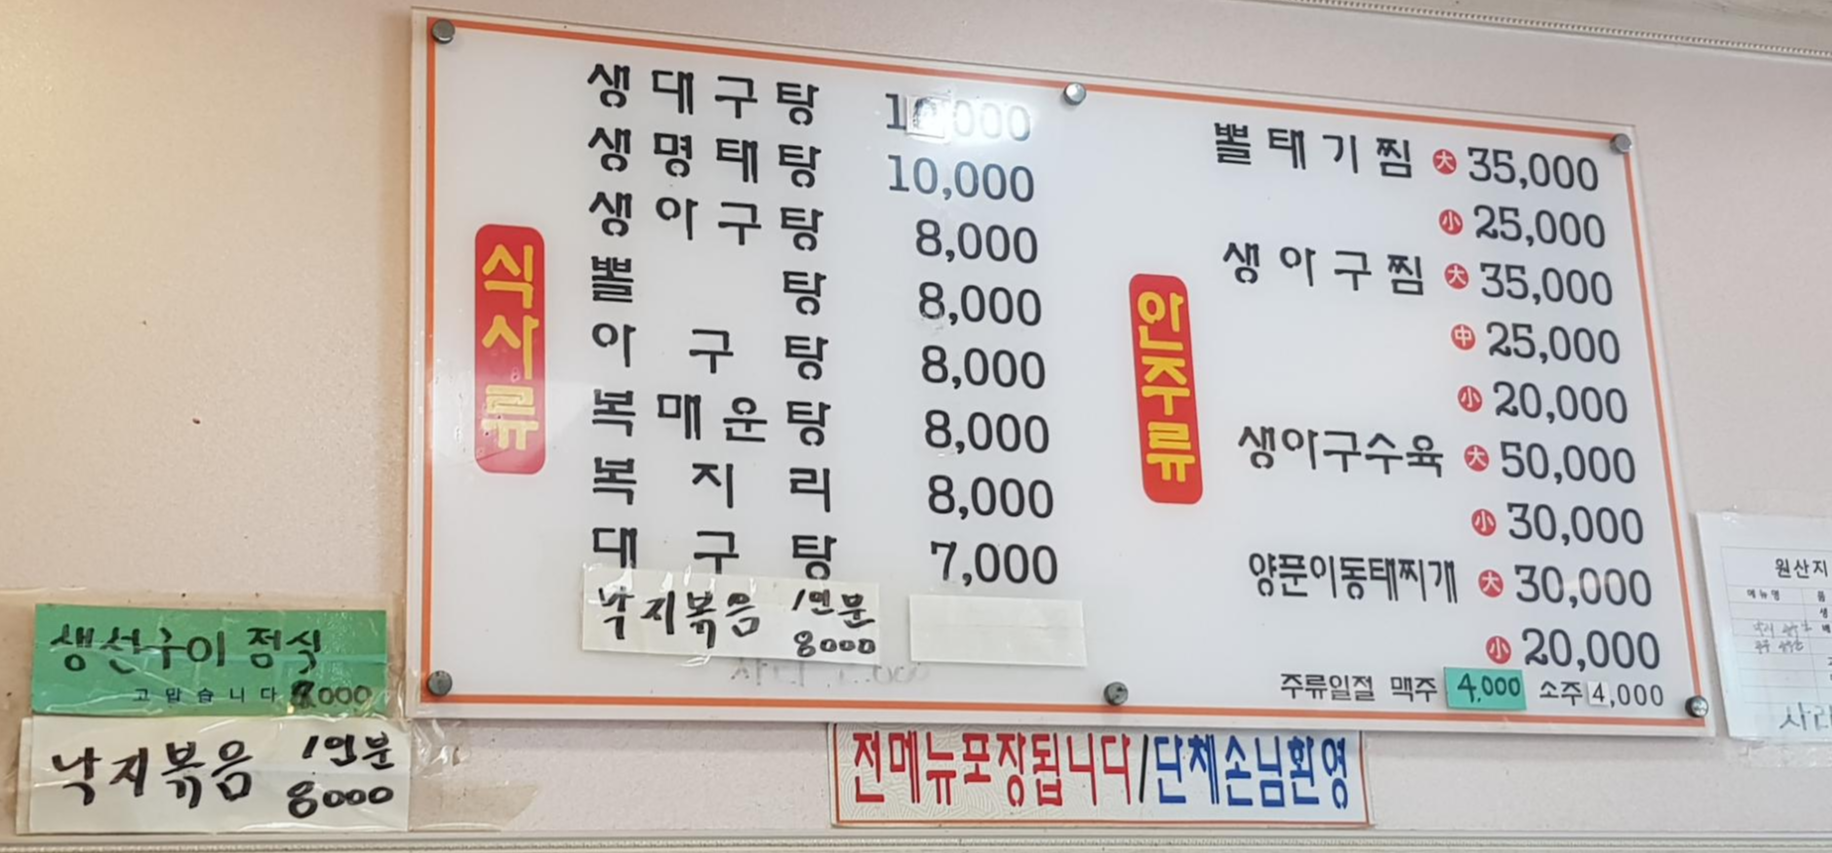 식사류
생대구탕
생명태탕 10,000
생아구탕 8,000
뽈탕 8,000
아구탕 8,000
복매운탕 8,000
복지리 8,000
대구탕 7,000
낙지볶음 1인분
8000
안주류
뽈태기찜 大 35,000
小 25,000
생아구찜 大 35,000
中 25,000
小 20,000
생아구수육 大 50,000
小 30,000
양푼이동태찌개 大 30,000
小 20,000
주류일절 맥주 4,000 소주 4,000
생선구이 정식
고맙습니다 8000
낙지볶음 1인분
8000
전메뉴포장됩니다/단체손님환영
원산지
메뉴명